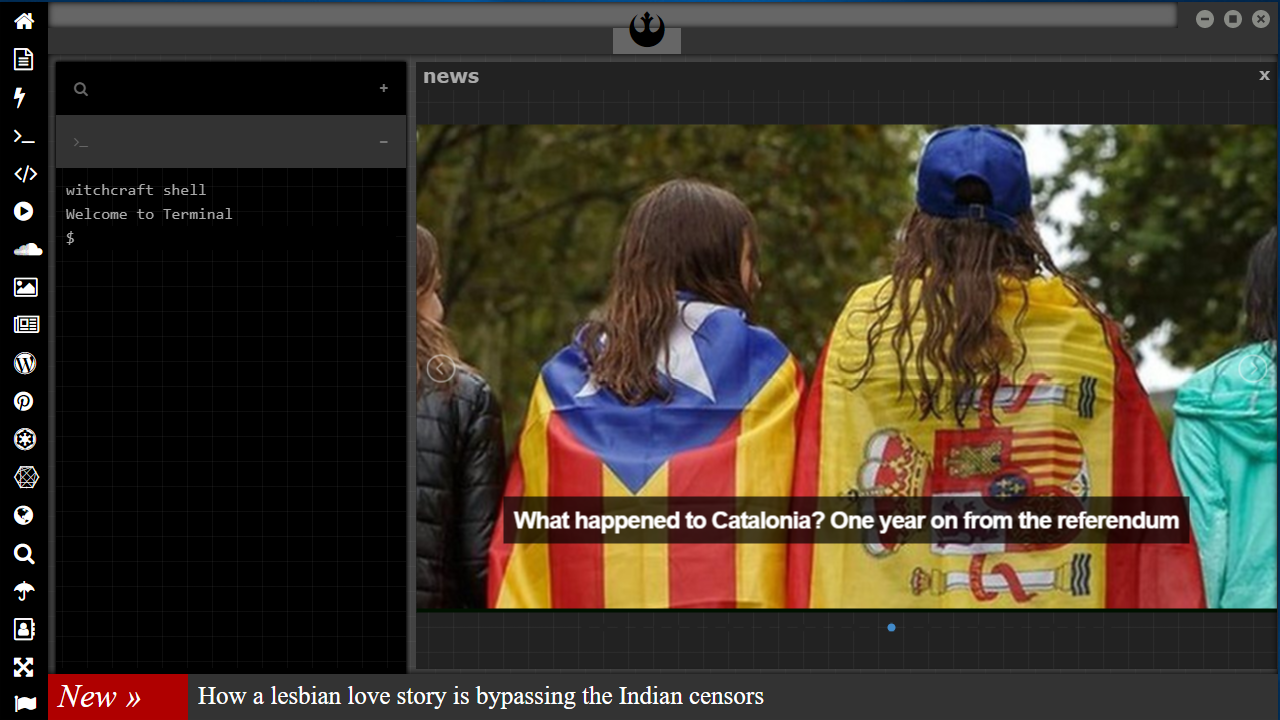 news
x
+
>_
−
witchcraft shell
Welcome to Terminal
$
What happened to Catalonia? One year on from the referendum
New »
How a lesbian love story is bypassing the Indian censors